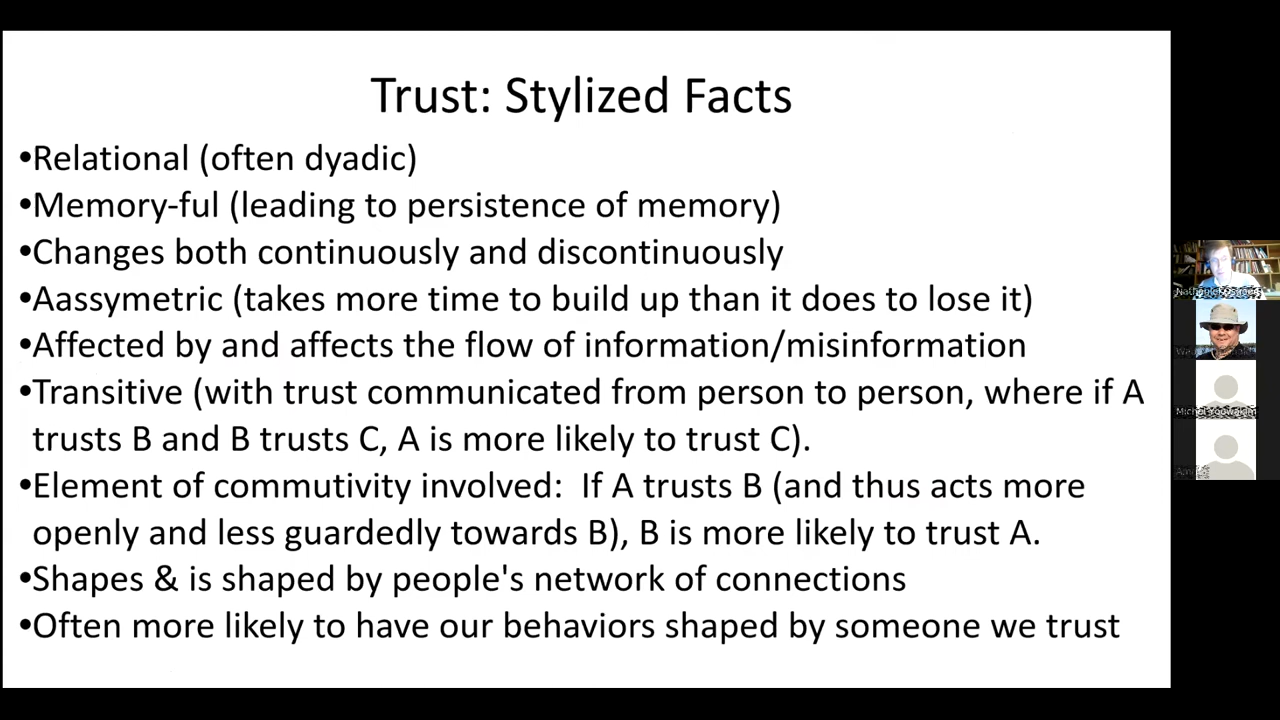 Trust: Stylized Facts
•Relational (often dyadic)
•Memory-ful (leading to persistence of memory)
•Changes both continuously and discontinuously
•Aassymetric (takes more time to build up than it does to lose it)
•Affected by and affects the flow of information/misinformation
•Transitive (with trust communicated from person to person, where if A
trusts B and B trusts C, A is more likely to trust C).
•Element of commutivity involved:  If A trusts B (and thus acts more
openly and less guardedly towards B), B is more likely to trust A.
•Shapes & is shaped by people's network of connections
•Often more likely to have our behaviors shaped by someone we trust